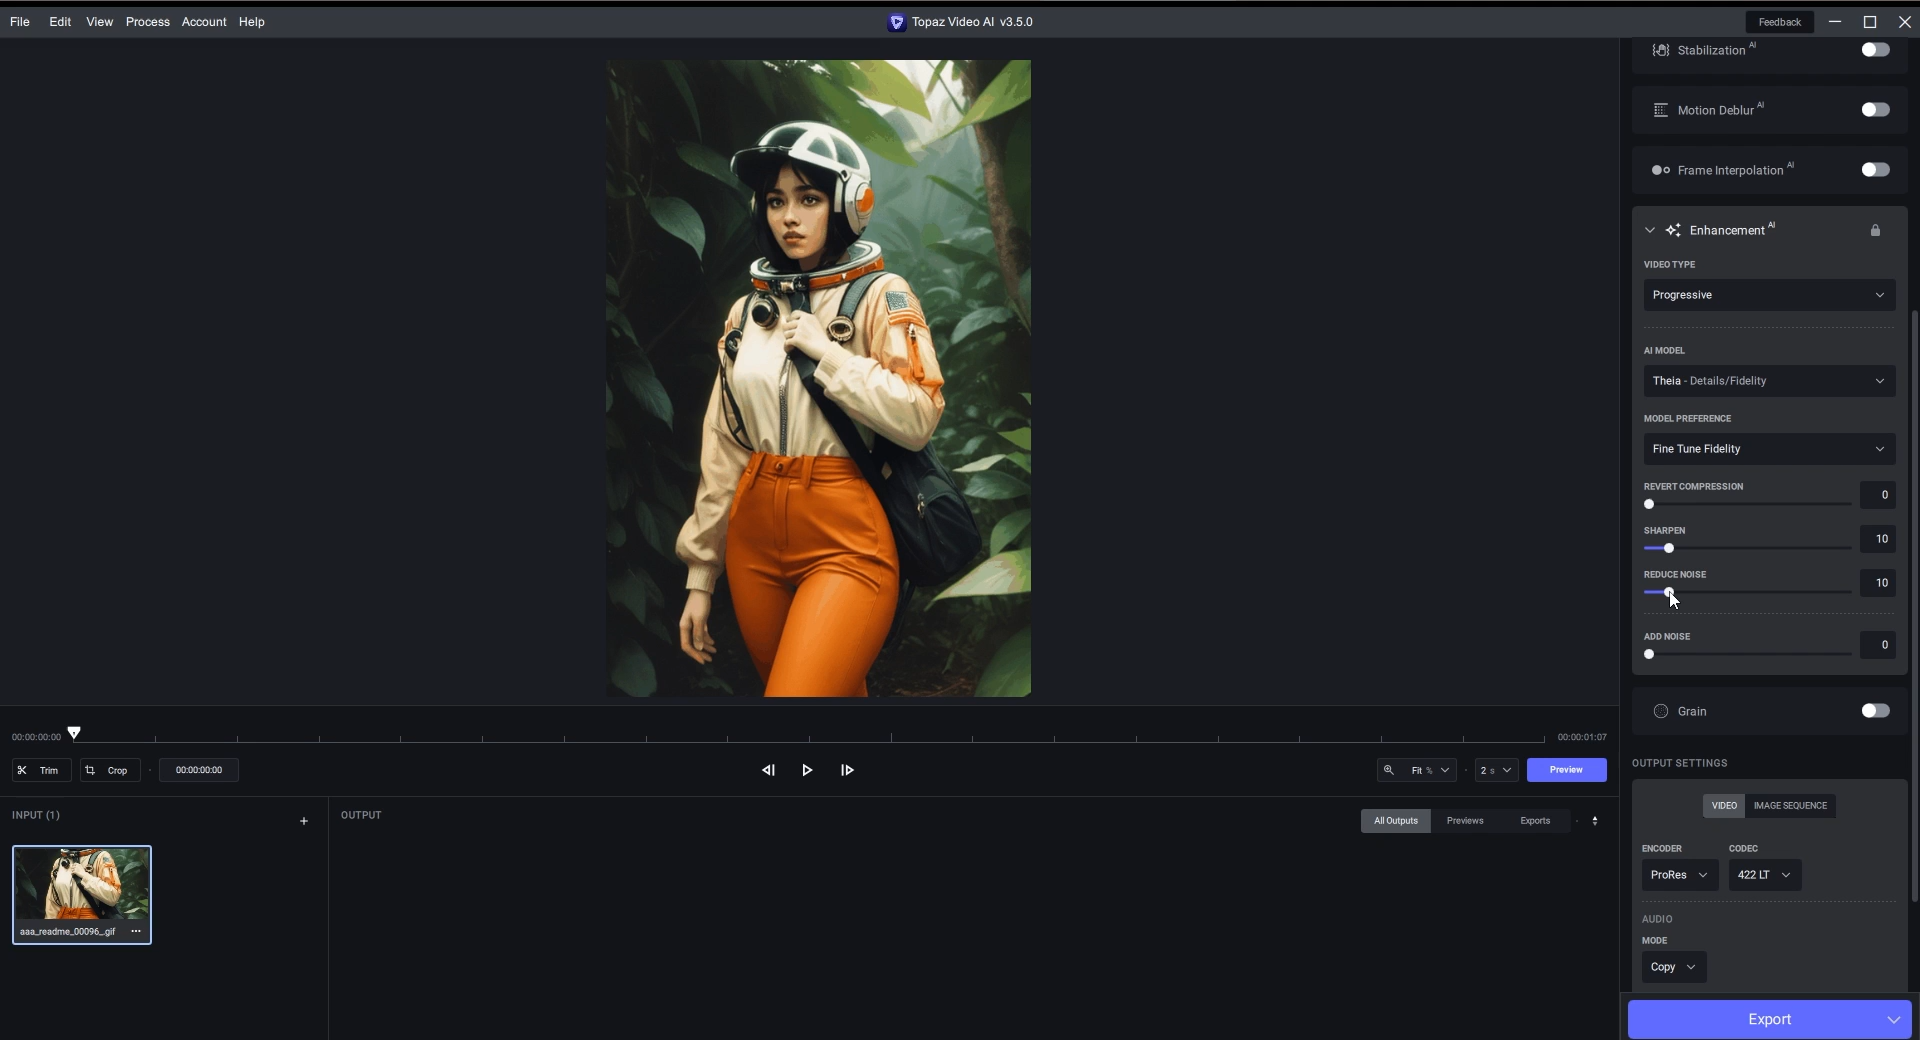 File Edit View Process Account Help
Topaz Video AI v3.5.0
Feedback
Stabilization AI
Motion Deblur AI
Frame Interpolation AI
Enhancement AI
VIDEO TYPE
Progressive
AI MODEL
Theia - Details/Fidelity
MODEL PREFERENCE
Fine Tune Fidelity
REVERT COMPRESSION
0
SHARPEN
10
REDUCE NOISE
10
ADD NOISE
0
Grain
OUTPUT SETTINGS
VIDEO IMAGE SEQUENCE
ENCODER CODEC
ProRes 422 LT
AUDIO
MODE
Copy
Export
00:00:00:00 00:00:01:07
Trim Crop 00:00:00:00
Fit % 2 s Preview
INPUT (1)
OUTPUT
All Outputs Previews Exports
aaa_readme_00096_.gif